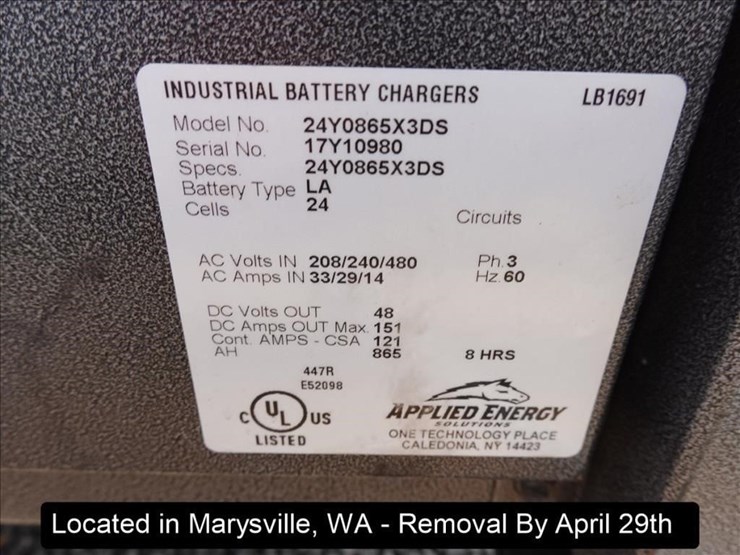 INDUSTRIAL BATTERY CHARGERS LB1691
Model No. 24Y0865X3DS
Serial No. 17Y10980
Specs. 24Y0865X3DS
Battery Type LA
Cells 24
Circuits
AC Volts IN 208/240/480 Ph. 3
AC Amps IN 33/29/14 Hz. 60
DC Volts OUT 48
DC Amps OUT Max. 151
Cont. AMPS - CSA 121
AH 865 8 HRS
447R
E52098
C UL US
LISTED
APPLIED ENERGY
SOLUTIONS
ONE TECHNOLOGY PLACE
CALEDONIA, NY 14423
Located in Marysville, WA - Removal By April 29th